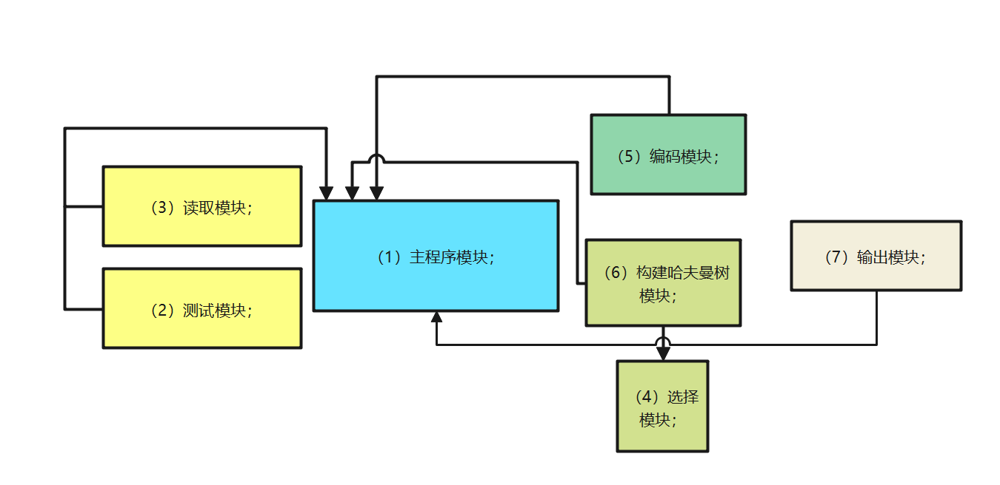 （5）编码模块；
（3）读取模块；
（1）主程序模块；
（7）输出模块；
（6）构建哈夫曼树
模块；
（2）测试模块；
（4）选择
模块；